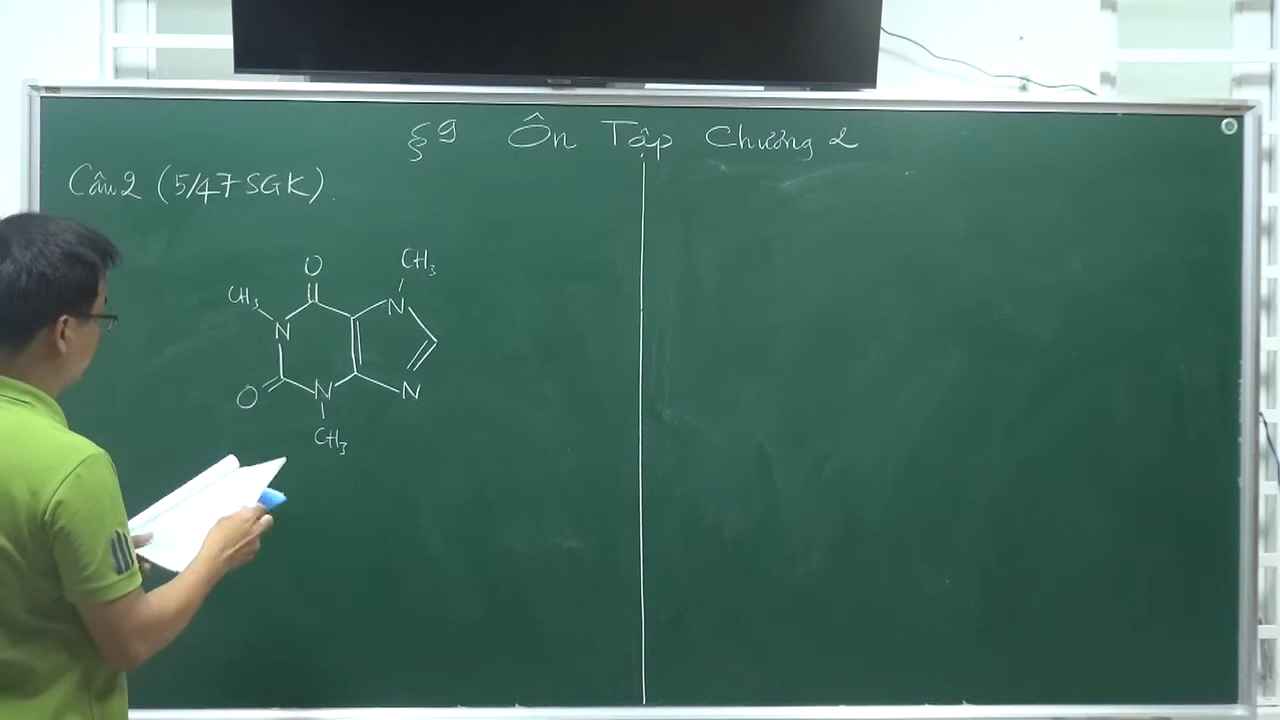 §9 Ôn Tập Chương 2
Câu 2 (5/47 SGK).
O
CH₃
CH₃
N
N
O
N
N
CH₃